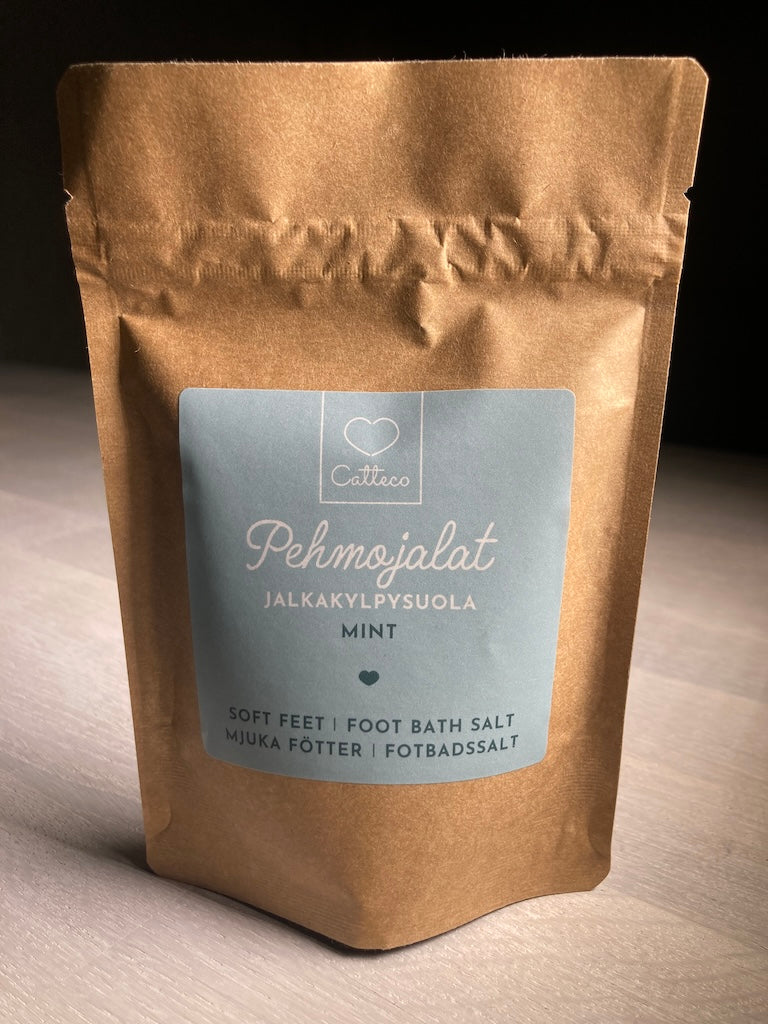 Catteco
Pehmojalat
JALKAKYLPYSUOLA
MINT
SOFT FEET | FOOT BATH SALT
MJUKA FÖTTER | FOTBADSSALT